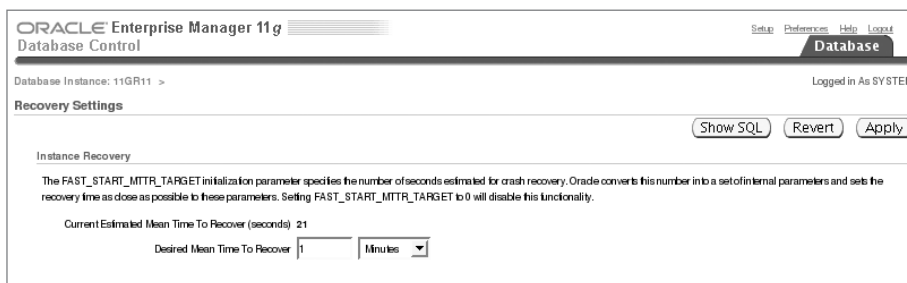 ORACLE Enterprise Manager 11g
Setup Preferences Help Logout
Database Control
Database
Database Instance: 11GR11 >
Logged in As SYSTE
Recovery Settings
Show SQL Revert Apply
Instance Recovery
The FAST_START_MTTR_TARGET initialization parameter specifies the number of seconds estimated for crash recovery. Oracle converts this number into a set of internal parameters and sets the
recovery time as close as possible to these parameters. Setting FAST_START_MTTR_TARGET to 0 will disable this functionality.
Current Estimated Mean Time To Recover (seconds) 21
Desired Mean Time To Recover 1 Minutes